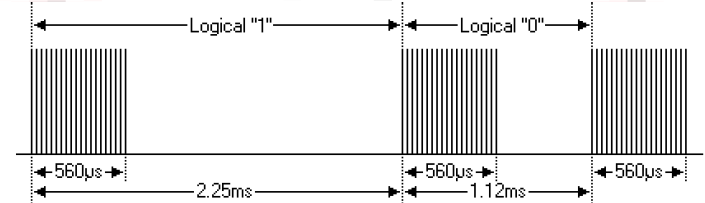 Logical "1" Logical "0"
560µs 560µs 560µs
2.25ms 1.12ms